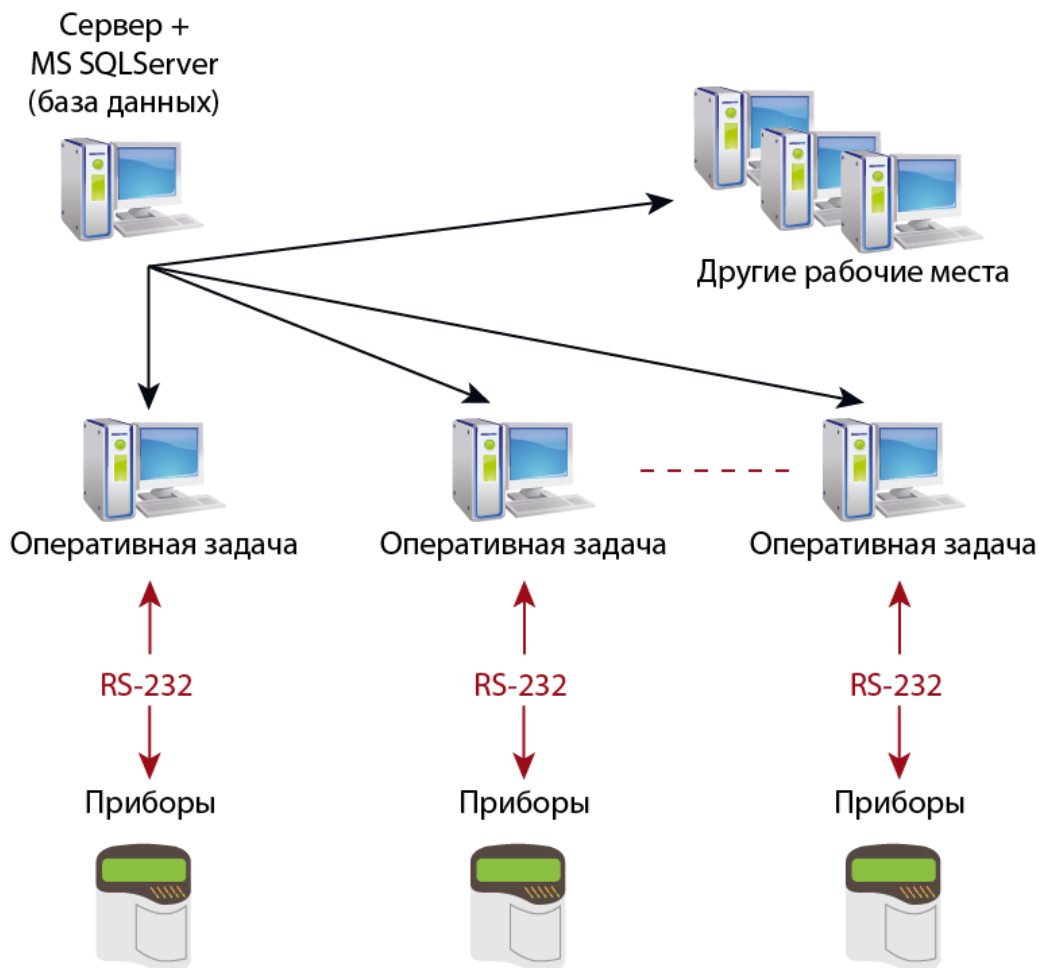 Сервер +
MS SQLServer
(база данных)
Другие рабочие места
Оперативная задача
Оперативная задача
Оперативная задача
RS-232
RS-232
RS-232
Приборы
Приборы
Приборы